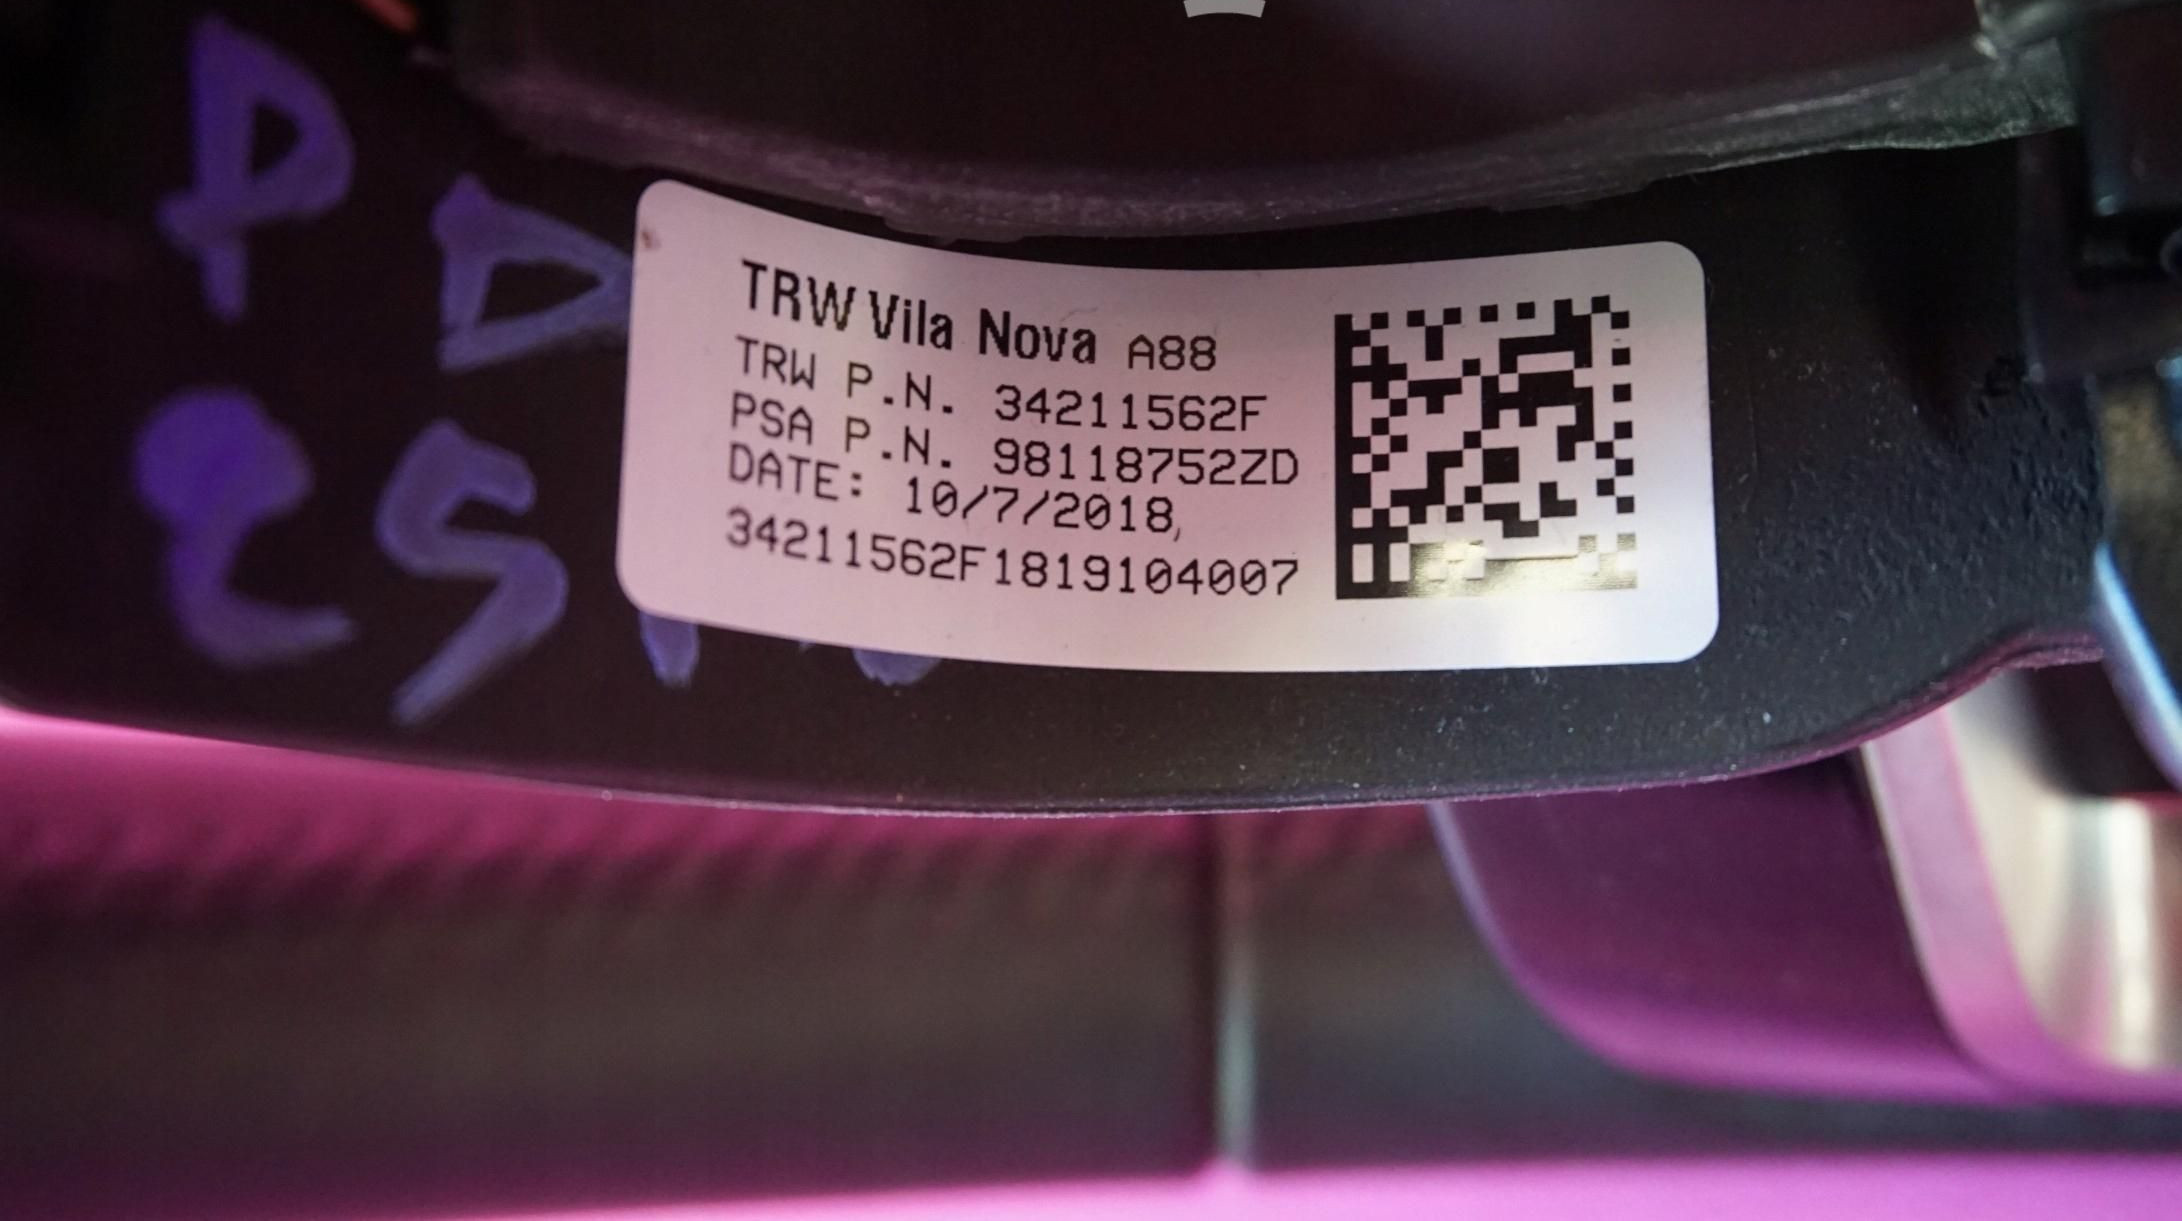 TRW Vila Nova A88
TRW P.N. 34211562F
PSA P.N. 98118752ZD
DATE: 10/7/2018,
34211562F1819104007